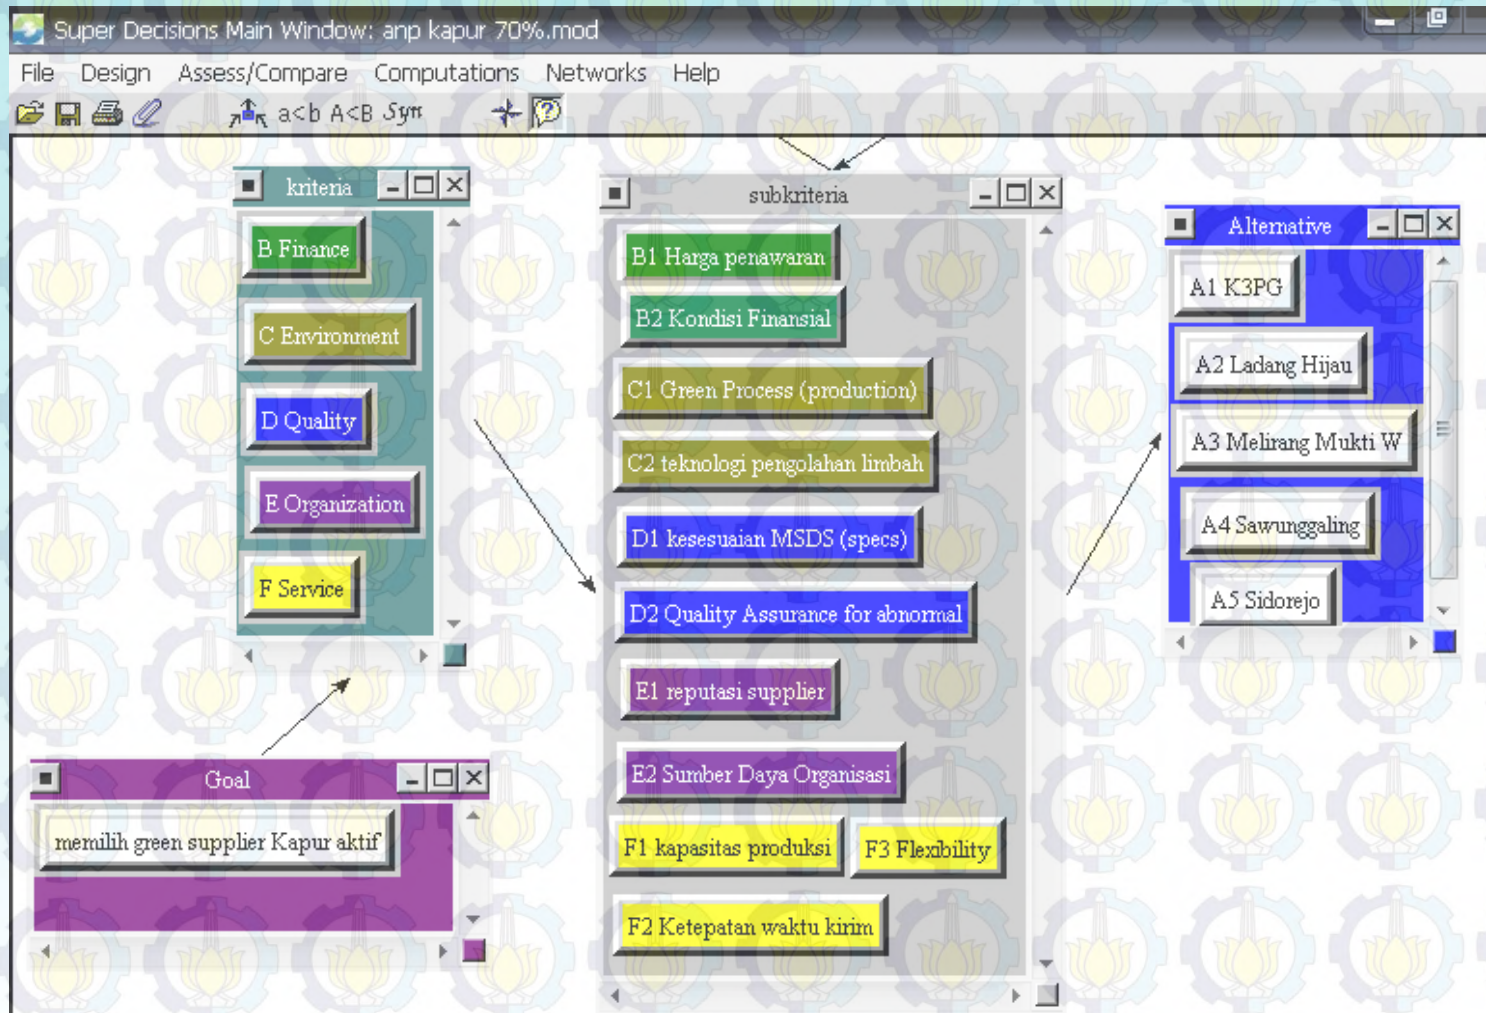 Super Decisions Main Window: anp kapur 70%.mod
File Design Assess/Compare Computations Networks Help
a<b A<B Syn
kriteria
B Finance
C Environment
D Quality
E Organization
F Service
Goal
memilih green supplier Kapur aktif
subkriteria
B1 Harga penawaran
B2 Kondisi Finansial
C1 Green Process (production)
C2 teknologi pengolahan limbah
D1 kesesuaian MSDS (specs)
D2 Quality Assurance for abnormal
E1 reputasi supplier
E2 Sumber Daya Organisasi
F1 kapasitas produksi F3 Flexibility
F2 Ketepatan waktu kirim
Alternative
A1 K3PG
A2 Ladang Hijau
A3 Melirang Mukti W
A4 Sawunggaling
A5 Sidorejo